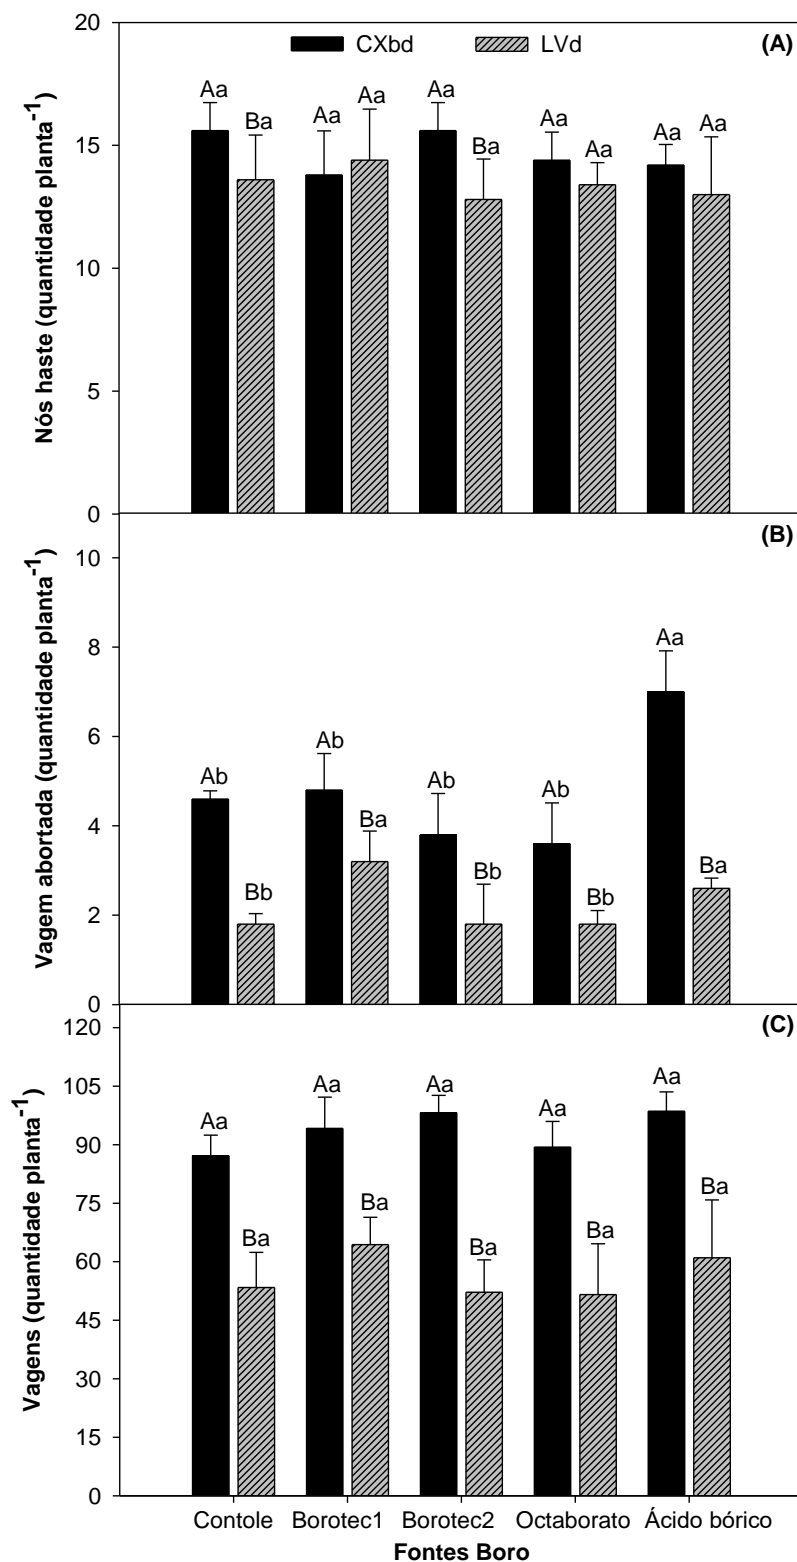 20
CXbd
LVd
(A)
Aa
Ba
Aa
Aa
Aa
Ba
Aa
Aa
Aa
Aa
15
10
5
0
Nós haste (quantidade planta-1)
(B)
10
8
6
4
2
0
Ab
Bb
Ab
Ba
Ab
Bb
Ab
Bb
Aa
Ba
Vagem abortada (quantidade planta-1)
(C)
120
105
90
75
60
45
30
15
0
Aa
Ba
Aa
Ba
Aa
Ba
Aa
Ba
Aa
Ba
Vagens (quantidade planta-1)
Contole Borotec1 Borotec2 Octaborato Ácido bórico
Fontes Boro